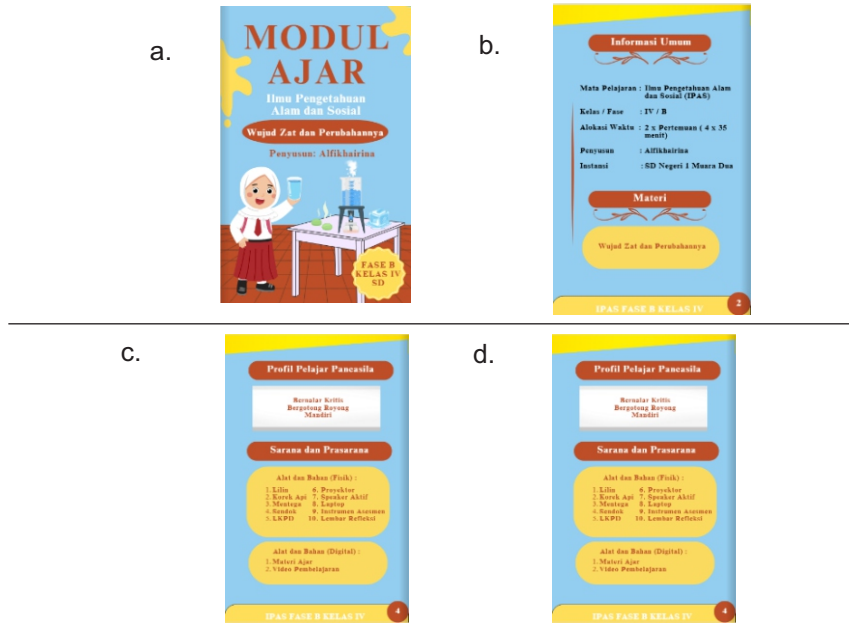 a.
MODUL
AJAR
Ilmu Pengetahuan
Alam dan Sosial
Wujud Zat dan Perubahannya
Penyusun: Alfikhairina
FASE B
KELAS IV
SD
b.
Informasi Umum
Mata Pelajaran : Ilmu Pengetahuan Alam
dan Sosial (IPAS)
Kelas / Fase : IV / B
Alokasi Waktu : 2 x Pertemuan ( 4 x 35
menit)
Penyusun : Alfikhairina
Instansi : SD Negeri 1 Muara Dua
Materi
Wujud Zat dan Perubahannya
IPAS FASE B KELAS IV
2
c.
Profil Pelajar Pancasila
Bernalar Kritis
Bergotong Royong
Mandiri
Sarana dan Prasarana
Alat dan Bahan (Fisik) :
1. Lilin 6. Proyektor
2. Korek Api 7. Speaker Aktif
3. Mentega 8. Laptop
4. Sendok 9. Instrumen Asesmen
5. LKPD 10. Lembar Refleksi
Alat dan Bahan (Digital) :
1. Materi Ajar
2. Video Pembelajaran
IPAS FASE B KELAS IV
4
d.
Profil Pelajar Pancasila
Bernalar Kritis
Bergotong Royong
Mandiri
Sarana dan Prasarana
Alat dan Bahan (Fisik) :
1. Lilin 6. Proyektor
2. Korek Api 7. Speaker Aktif
3. Mentega 8. Laptop
4. Sendok 9. Instrumen Asesmen
5. LKPD 10. Lembar Refleksi
Alat dan Bahan (Digital) :
1. Materi Ajar
2. Video Pembelajaran
IPAS FASE B KELAS IV
4